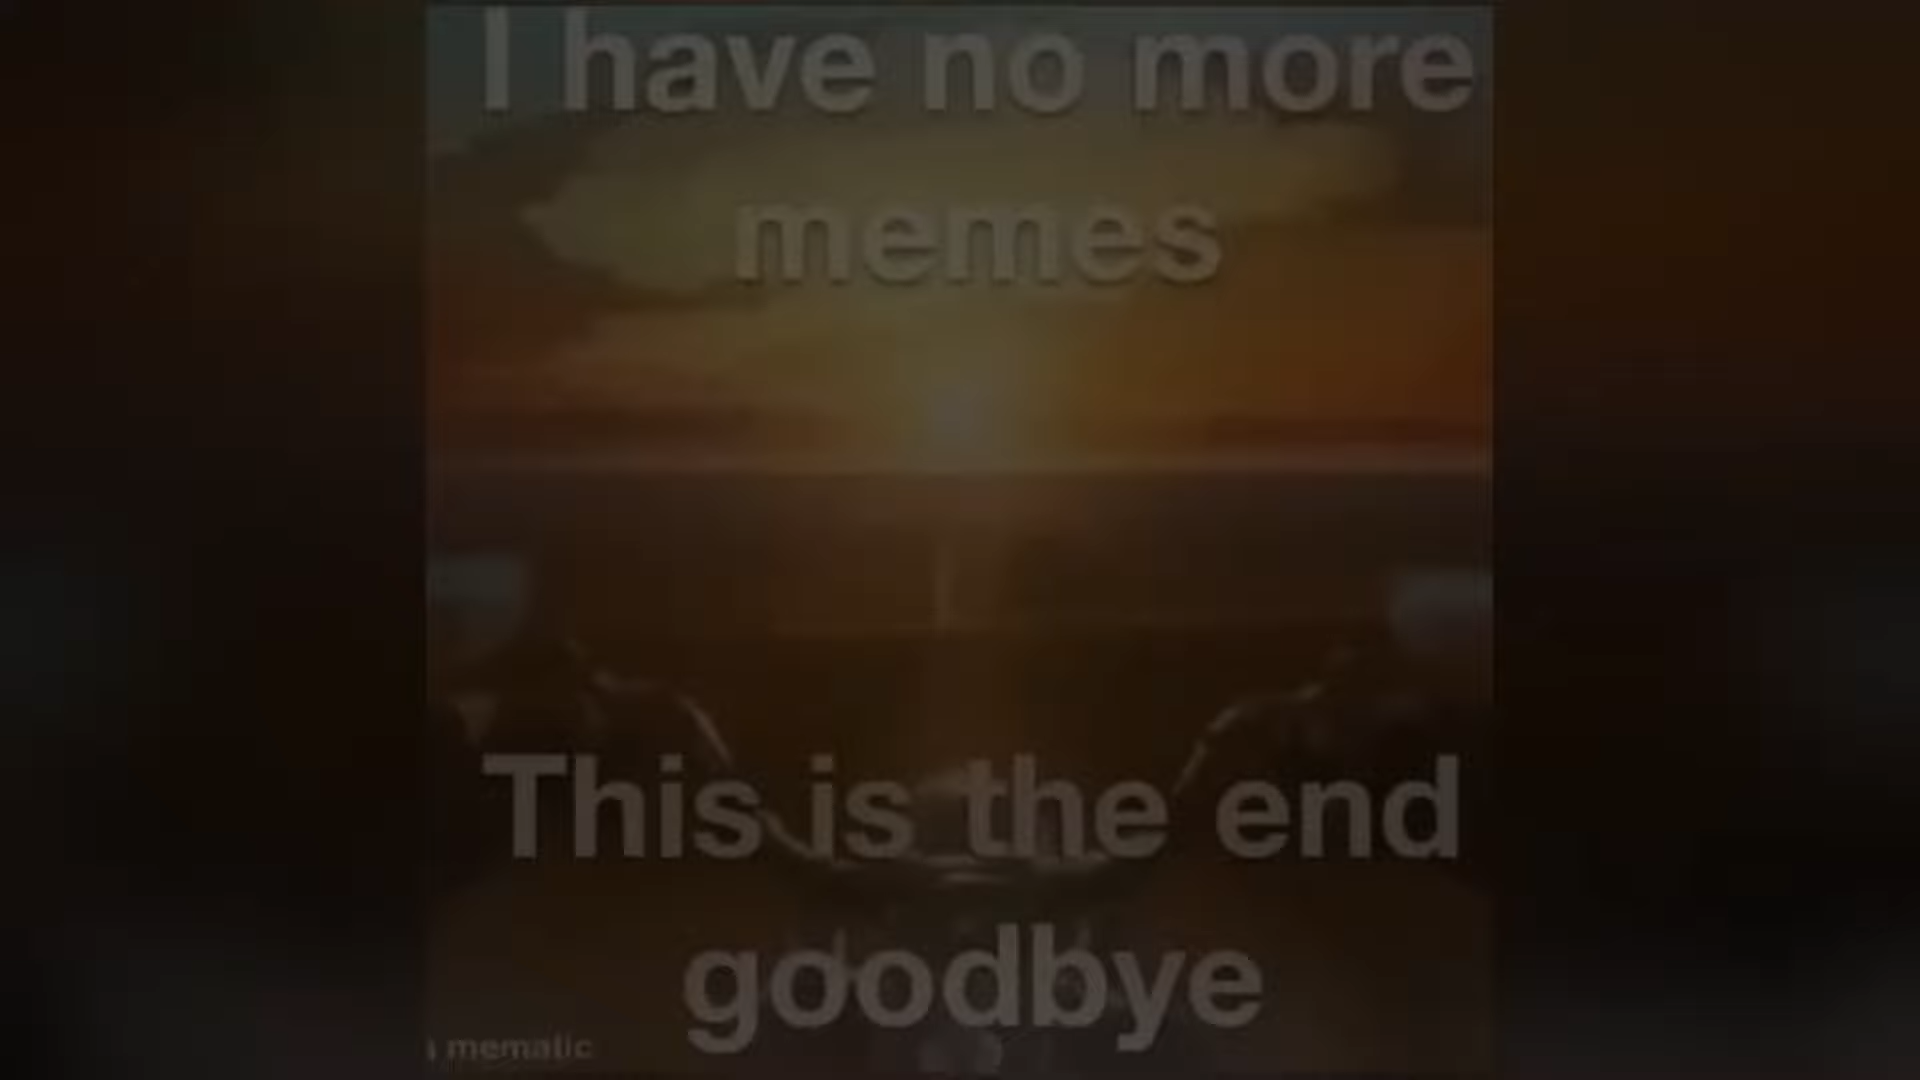 I have no more
memes
This is the end
goodbye
mematic